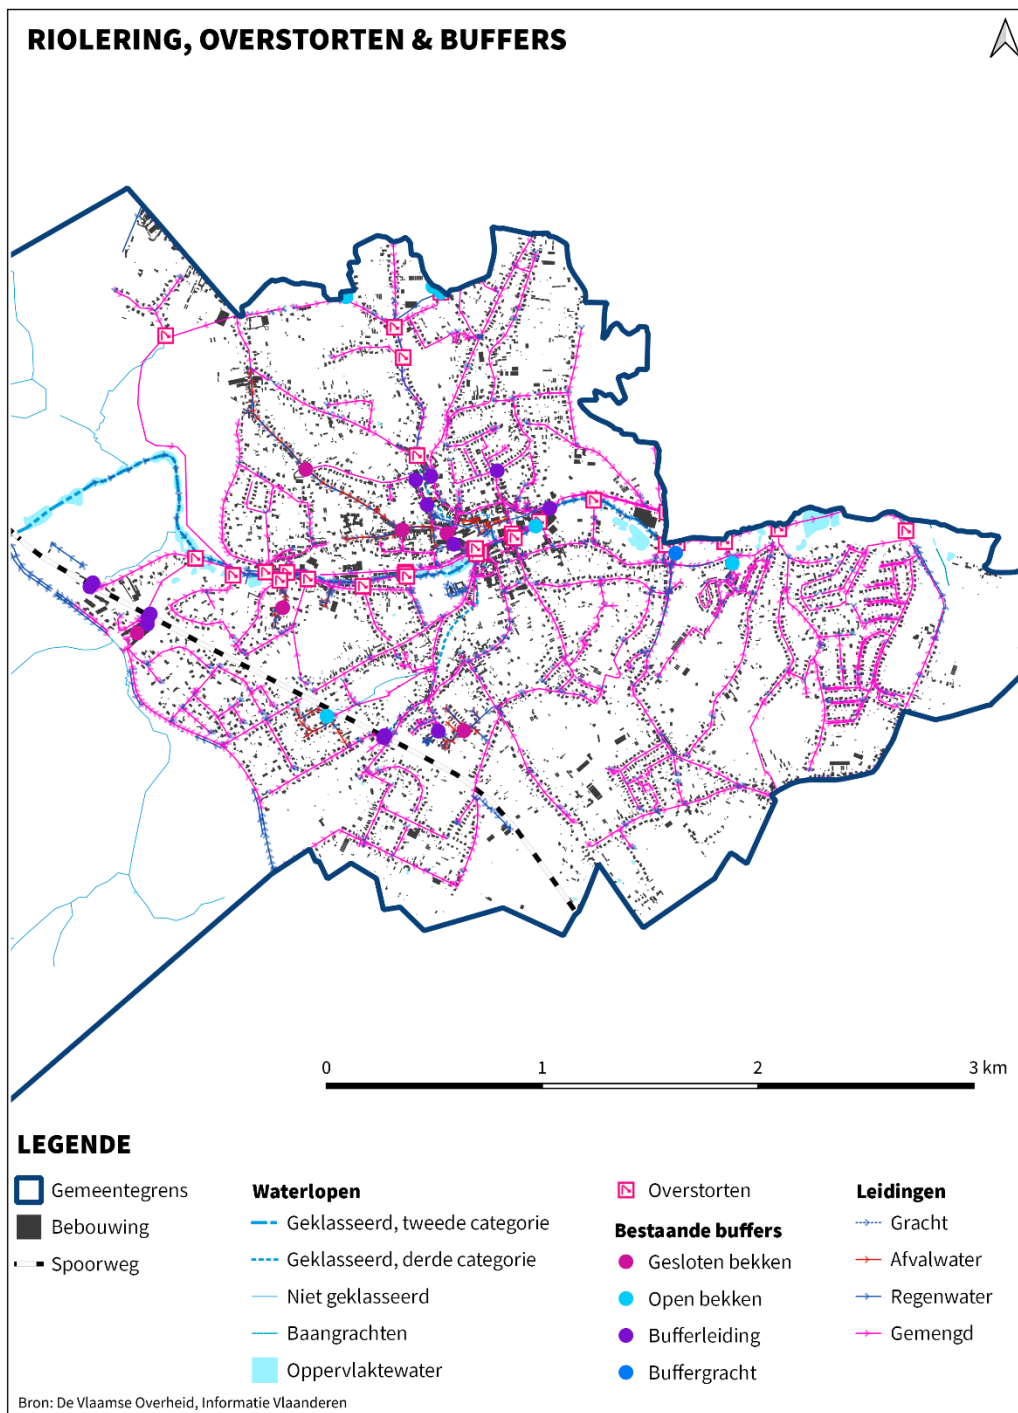 RIOLERING, OVERSTORTEN & BUFFERS
0 1 2 3 km
LEGENDE
Gemeentegrens
Bebouwing
Spoorweg
Waterlopen
Geklasseerd, tweede categorie
Geklasseerd, derde categorie
Niet geklasseerd
Baangrachten
Oppervlaktewater
Overstorten
Bestaande buffers
Gesloten bekken
Open bekken
Bufferleiding
Buffergracht
Leidingen
Gracht
Afvalwater
Regenwater
Gemengd
Bron: De Vlaamse Overheid, Informatie Vlaanderen